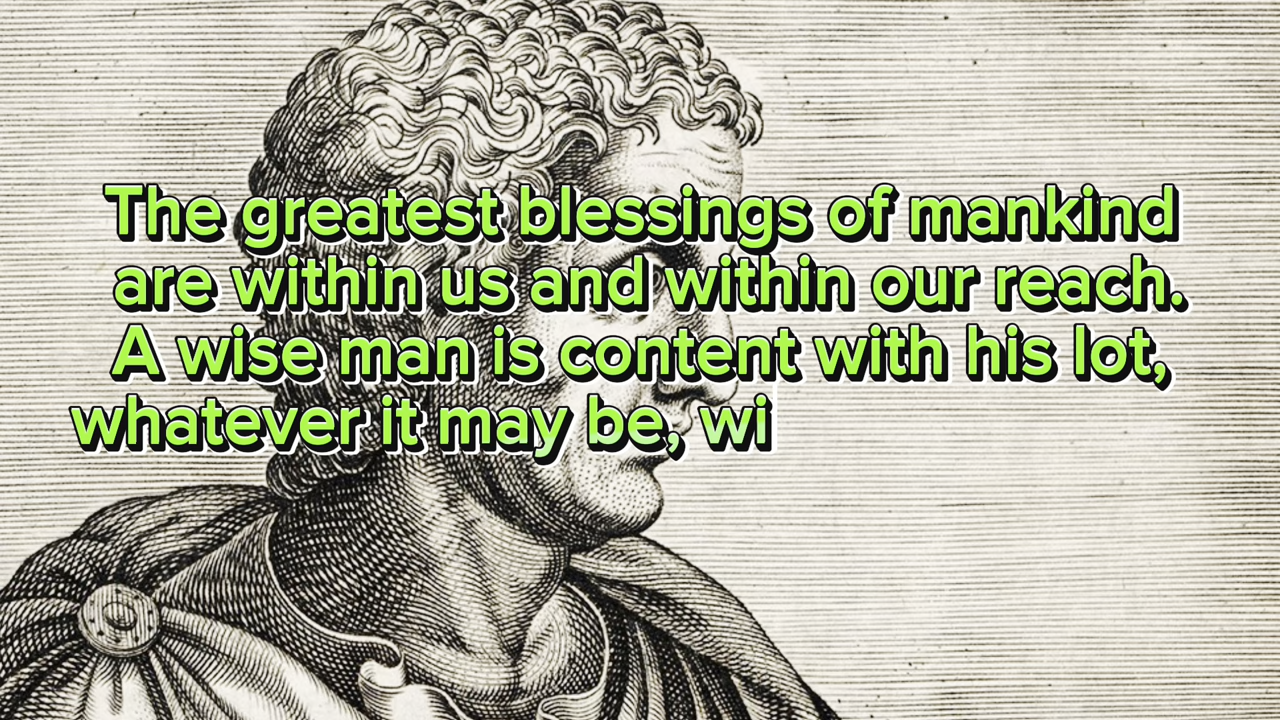 The greatest blessings of mankind
are within us and within our reach.
A wise man is content with his lot,
whatever it may be, wi